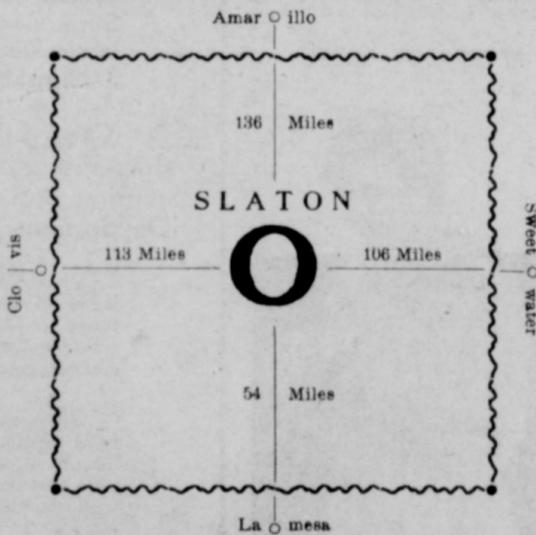 Amar illo
136 Miles
SLATON
O
Clo vis
113 Miles
106 Miles
Sweet water
54 Miles
La mesa